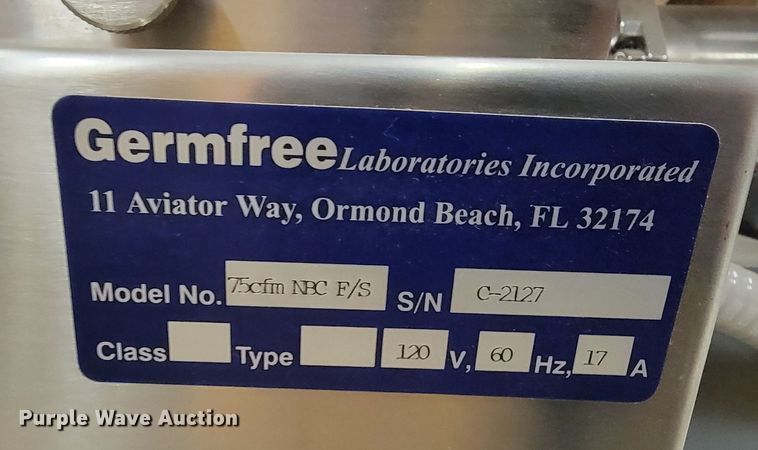 Germfree Laboratories Incorporated
11 Aviator Way, Ormond Beach, FL 32174
Model No. 75cfm NBC F/S S/N C-2127
Class Type 120 V, 60 Hz, 17 A
Purple Wave Auction